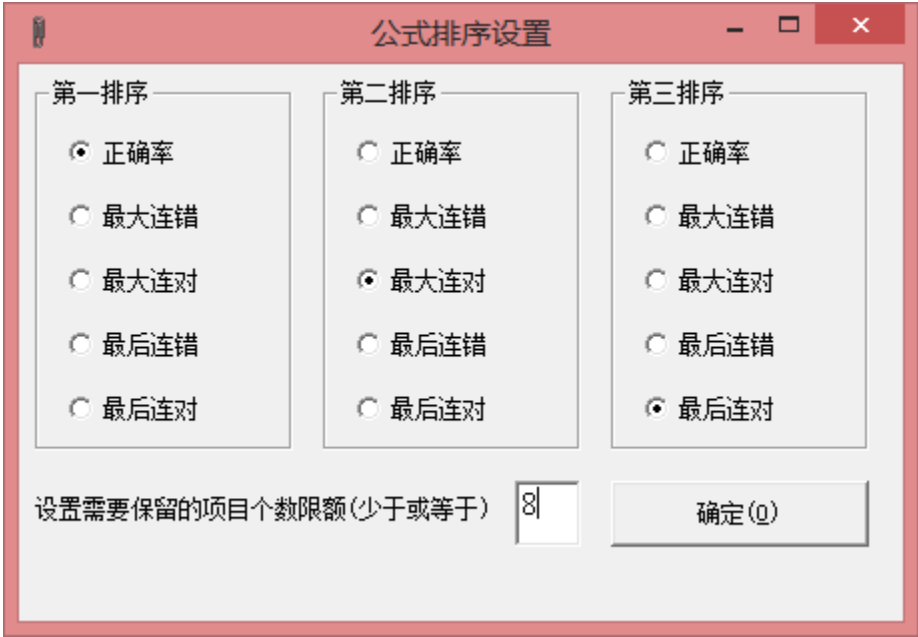 公式排序设置
第一排序 第二排序 第三排序
正确率 正确率 正确率
最大连错 最大连错 最大连错
最大连对 最大连对 最大连对
最后连错 最后连错 最后连错
最后连对 最后连对 最后连对
设置需要保留的项目个数限额(少于或等于) 8 确定(O)